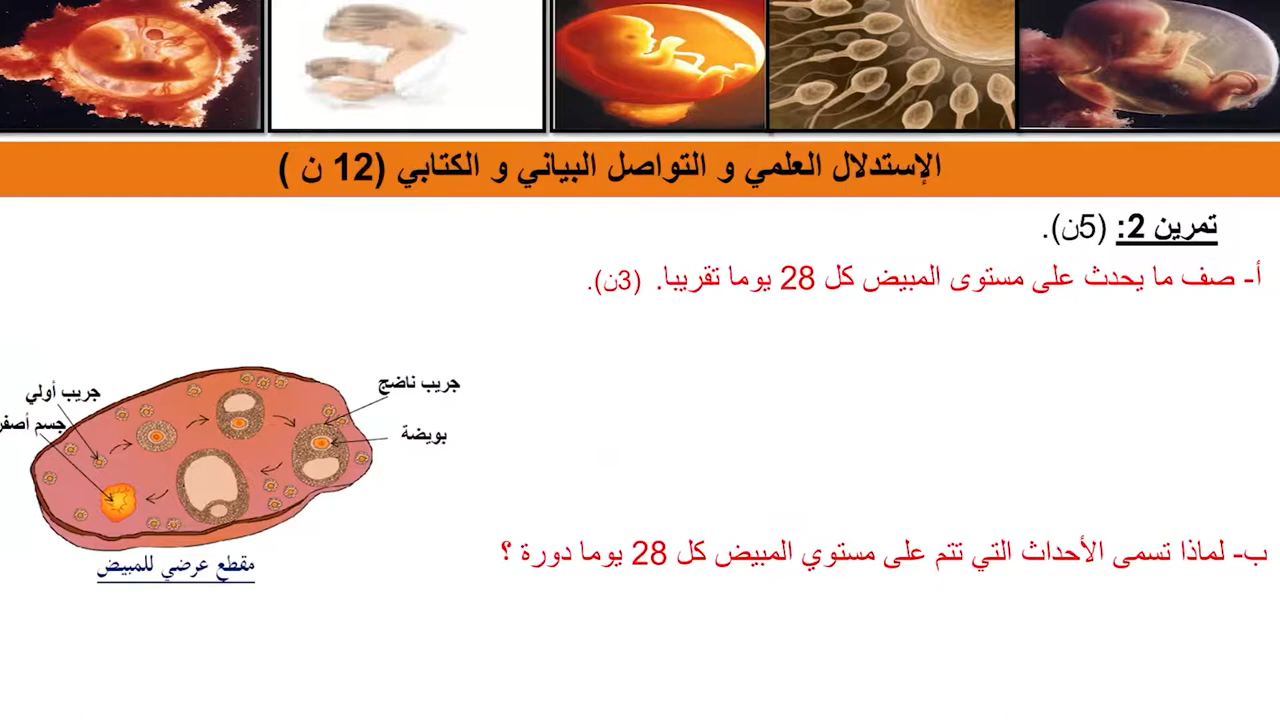 الإستدلال العلمي و التواصل البياني و الكتابي (12 ن )
تمرين 2: (5ن).
أ- صف ما يحدث على مستوى المبيض كل 28 يوما تقريبا. (3ن).
جريب ناضج
جريب أولي
جسم أصفر
بويضة
ب- لماذا تسمى الأحداث التي تتم على مستوي المبيض كل 28 يوما دورة ؟
مقطع عرضي للمبيض